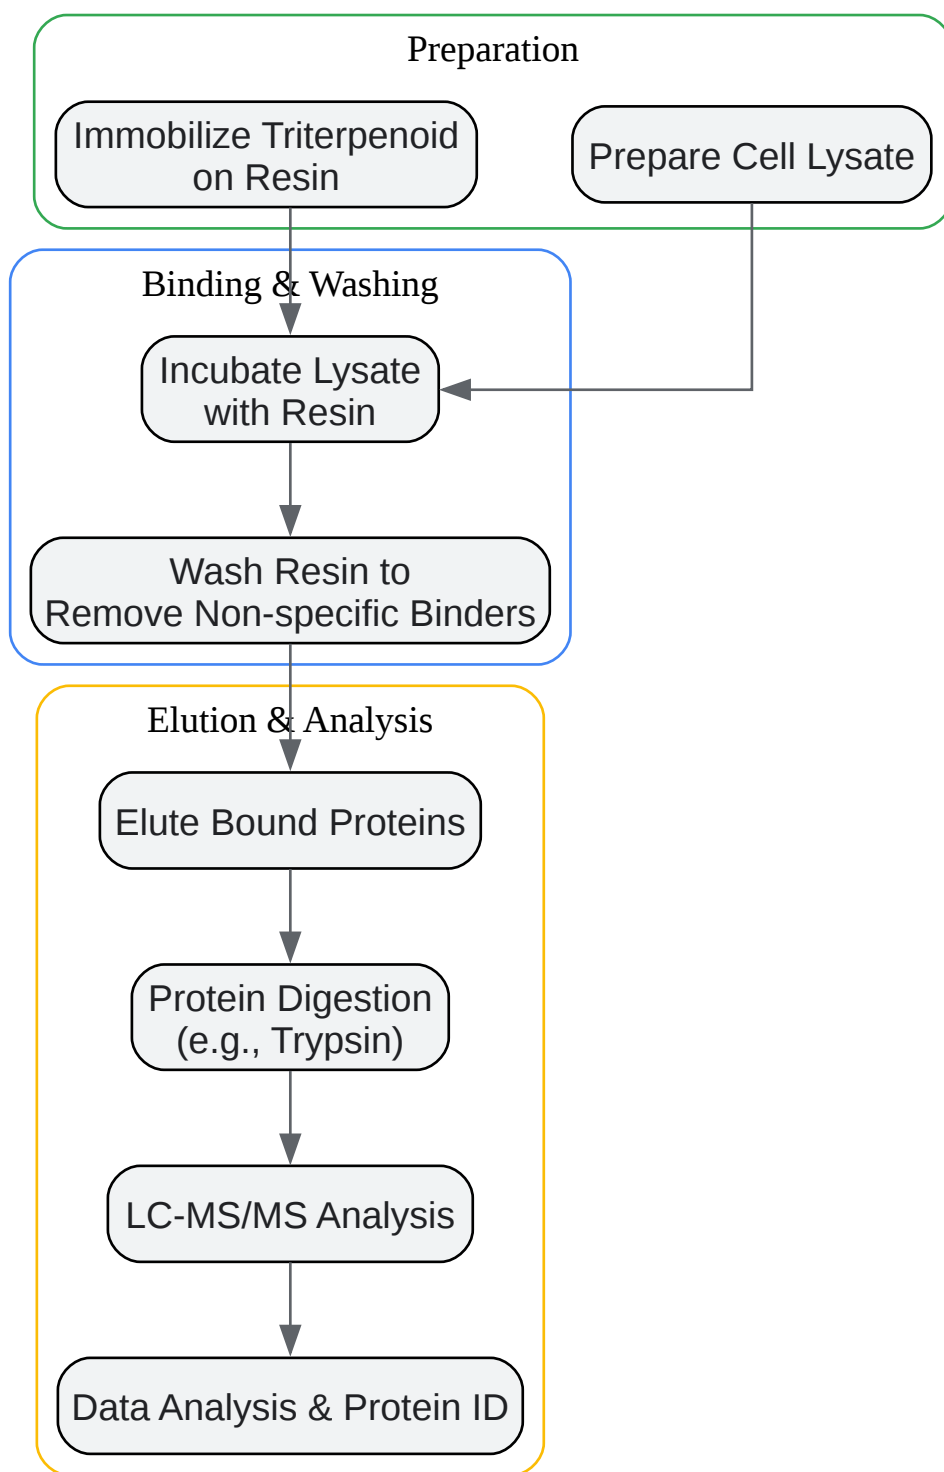 Preparation
Immobilize Triterpenoid
on Resin
Prepare Cell Lysate
Binding & Washing
Incubate Lysate
with Resin
Wash Resin to
Remove Non-specific Binders
Elution & Analysis
Elute Bound Proteins
Protein Digestion
(e.g., Trypsin)
LC-MS/MS Analysis
Data Analysis & Protein ID